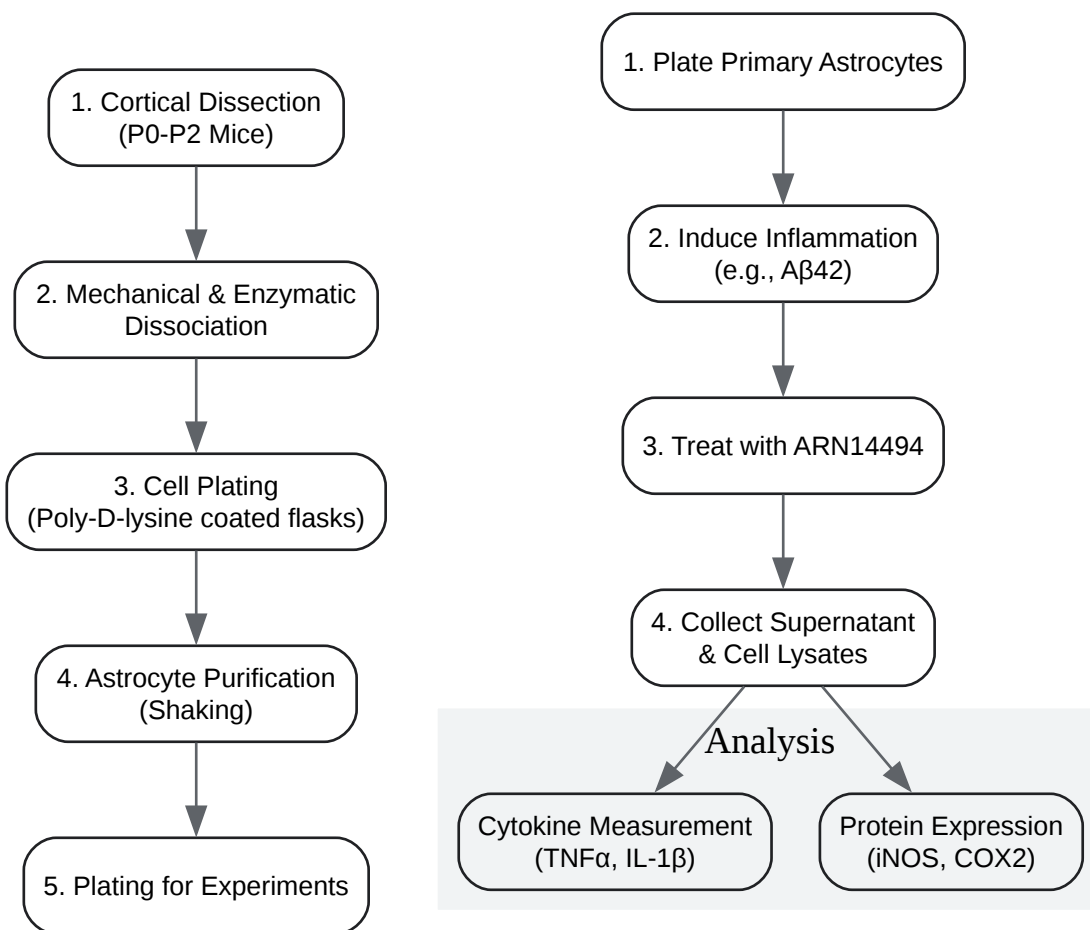 1. Cortical Dissection
(P0-P2 Mice)
2. Mechanical & Enzymatic
Dissociation
3. Cell Plating
(Poly-D-lysine coated flasks)
4. Astrocyte Purification
(Shaking)
5. Plating for Experiments
1. Plate Primary Astrocytes
2. Induce Inflammation
(e.g., Aβ42)
3. Treat with ARN14494
4. Collect Supernatant
& Cell Lysates
Analysis
Cytokine Measurement
(TNFα, IL-1β)
Protein Expression
(iNOS, COX2)